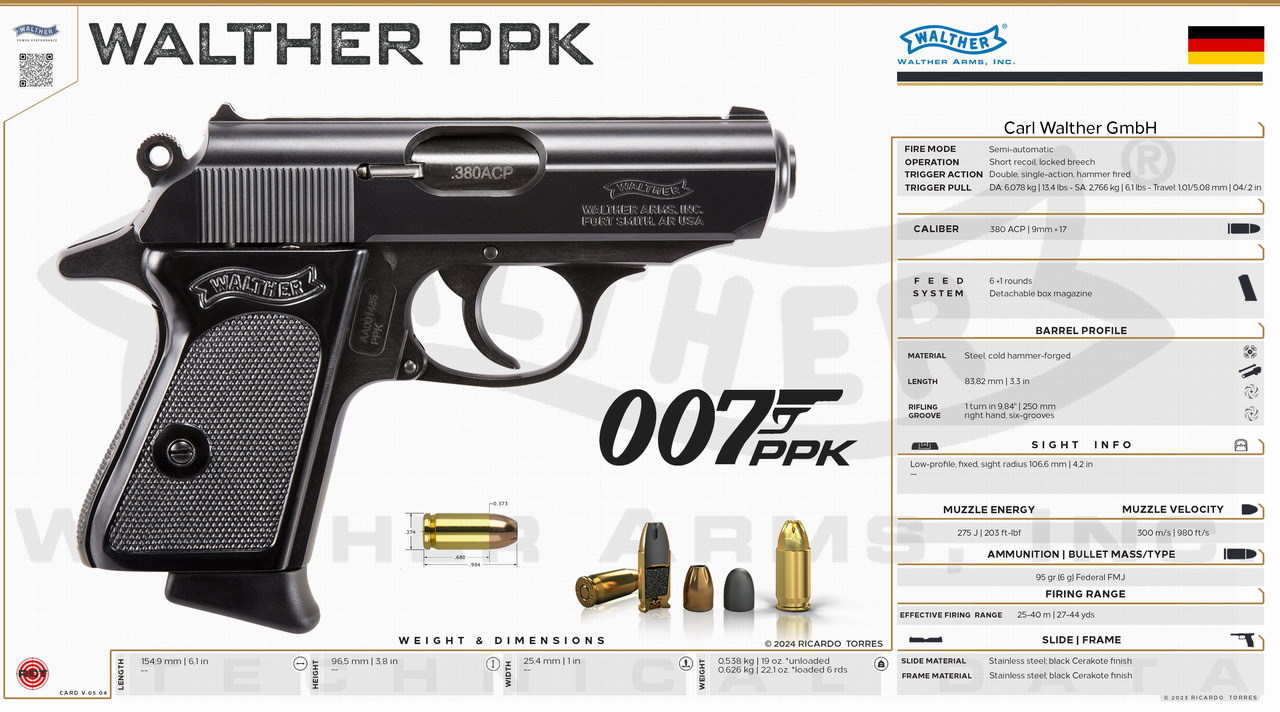 WALTHER
WALTHER PPK
WALTHER®
WALTHER ARMS, INC.
.380ACP
WALTHER
WALTHER ARMS, INC.
FORT SMITH, AR USA
WALTHER
PPK
007
PPK
0.373
.374
.680
.984
© 2024 RICARDO TORRES
Carl Walther GmbH
FIRE MODE Semi-automatic
OPERATION Short recoil, locked breech
TRIGGER ACTION Double, single-action, hammer fired
TRIGGER PULL DA: 6,078 kg | 13,4 lbs - SA: 2,766 kg | 6,1 lbs - Travel: 1,01/5,08 mm | 04/.2 in
CALIBER .380 ACP | 9mm × 17
FEED SYSTEM 6 +1 rounds
Detachable box magazine
BARREL PROFILE
MATERIAL Steel, cold hammer-forged
LENGTH 83,82 mm | 3,3 in
RIFLING GROOVE 1 turn in 9,84" | 250 mm
right hand, six-grooves
SIGHT INFO
Low-profile, fixed, sight radius 106,6 mm | 4,2 in
—
MUZZLE ENERGY MUZZLE VELOCITY
275 J | 203 ft-lbf 300 m/s | 980 ft/s
AMMUNITION | BULLET MASS/TYPE
95 gr (6 g) Federal FMJ
FIRING RANGE
EFFECTIVE FIRING RANGE 25-40 m | 27-44 yds
SLIDE | FRAME
SLIDE MATERIAL Stainless steel; black Cerakote finish
FRAME MATERIAL Stainless steel; black Cerakote finish
© 2023 RICARDO TORRES
WEIGHT & DIMENSIONS
LENGTH 154,9 mm | 6,1 in
—
HEIGHT 96,5 mm | 3,8 in
—
WIDTH 25,4 mm | 1 in
—
WEIGHT 0,538 kg | 19 oz. *unloaded
0,626 kg | 22,1 oz. *loaded 6 rds
RDT
CARD V.05.04
WALTHER ARMS, INC.
TECHNICAL DATA